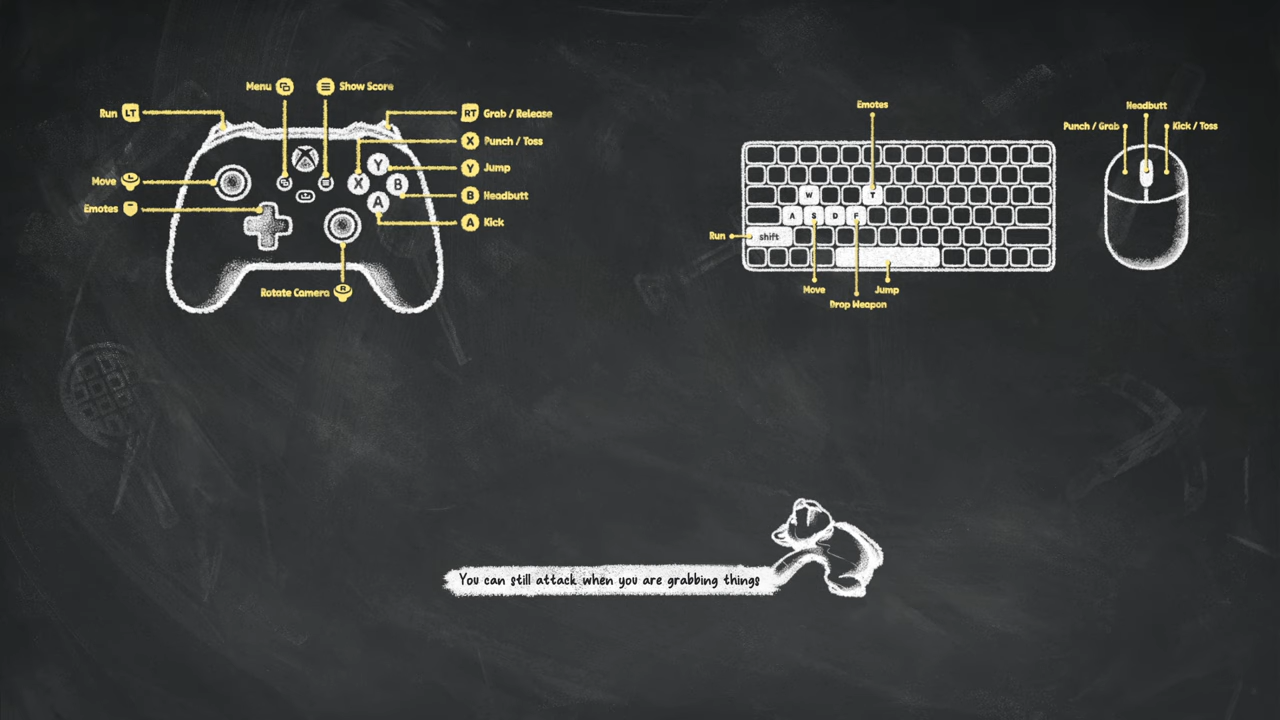 Menu
Show Score
Run LT
RT Grab / Release
X Punch / Toss
Move L
Y Jump
Emotes
B Headbutt
A Kick
Y
X B
A
Rotate Camera R
Emotes
Headbutt
Punch / Grab
Kick / Toss
W T
A S D F
Run
shift
Move
Jump
Drop Weapon
You can still attack when you are grabbing things